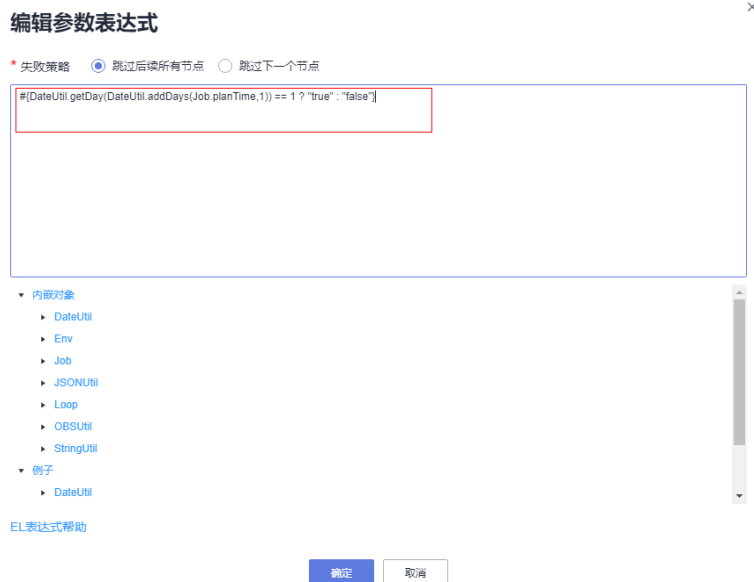 编辑参数表达式
* 失败策略 跳过后续所有节点 跳过下一个节点
#{DateUtil.getDay(DateUtil.addDays(Job.planTime,1)) == 1 ? "true" : "false"}
内嵌对象
DateUtil
Env
Job
JSONUtil
Loop
OBSUtil
StringUtil
例子
DateUtil
EL表达式帮助
确定 取消